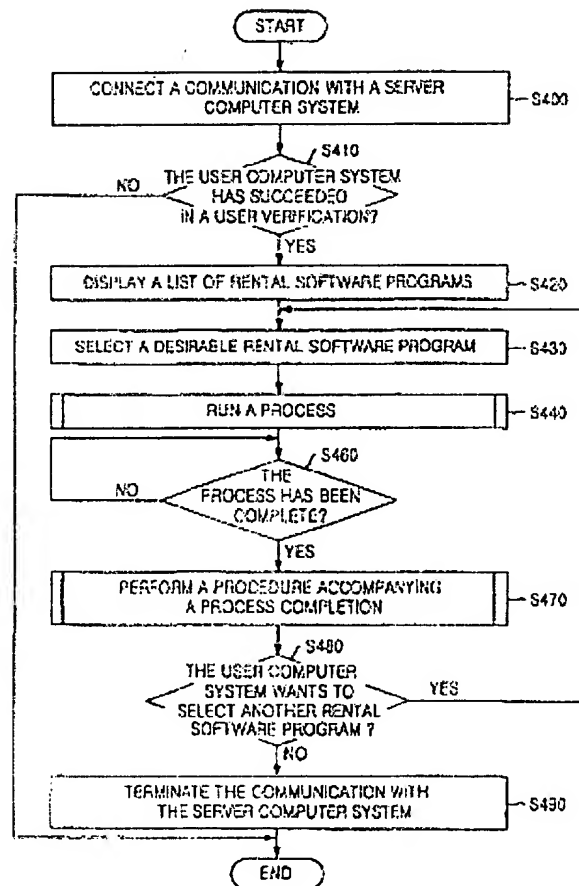 START
CONNECT A COMMUNICATION WITH A SERVER
COMPUTER SYSTEM
S400
S410
THE USER COMPUTER SYSTEM
HAS SUCCEEDED
IN A USER VERIFICATION?
NO
YES
DISPLAY A LIST OF RENTAL SOFTWARE PROGRAMS
S420
SELECT A DESIRABLE RENTAL SOFTWARE PROGRAM
S430
RUN A PROCESS
S440
S460
THE
PROCESS HAS BEEN
COMPLETE?
NO
YES
PERFORM A PROCEDURE ACCOMPANYING
A PROCESS COMPLETION
S470
S480
THE USER COMPUTER
SYSTEM WANTS TO
SELECT ANOTHER RENTAL
SOFTWARE PROGRAM ?
YES
NO
TERMINATE THE COMMUNICATION WITH
THE SERVER COMPUTER SYSTEM
S490
END